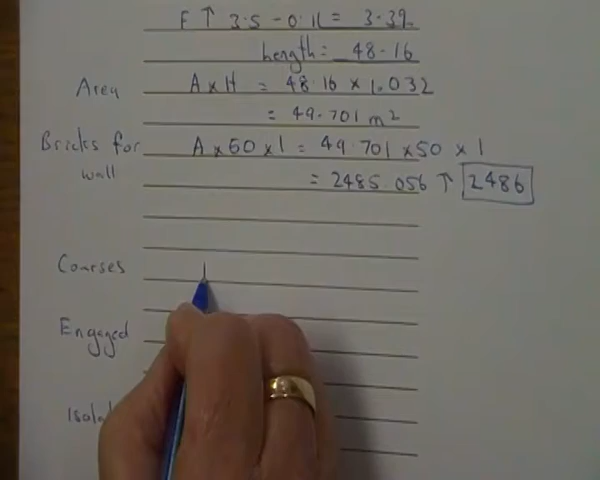 F ↑ 3.5 - 0.11 = 3.39
Length = 48.16
Area A x H = 48.16 x 1.032
= 49.701 m²
Bricks for wall A x 50 x 1 = 49.701 x 50 x 1
= 2485.056 ↑ 2486
Courses
Engaged